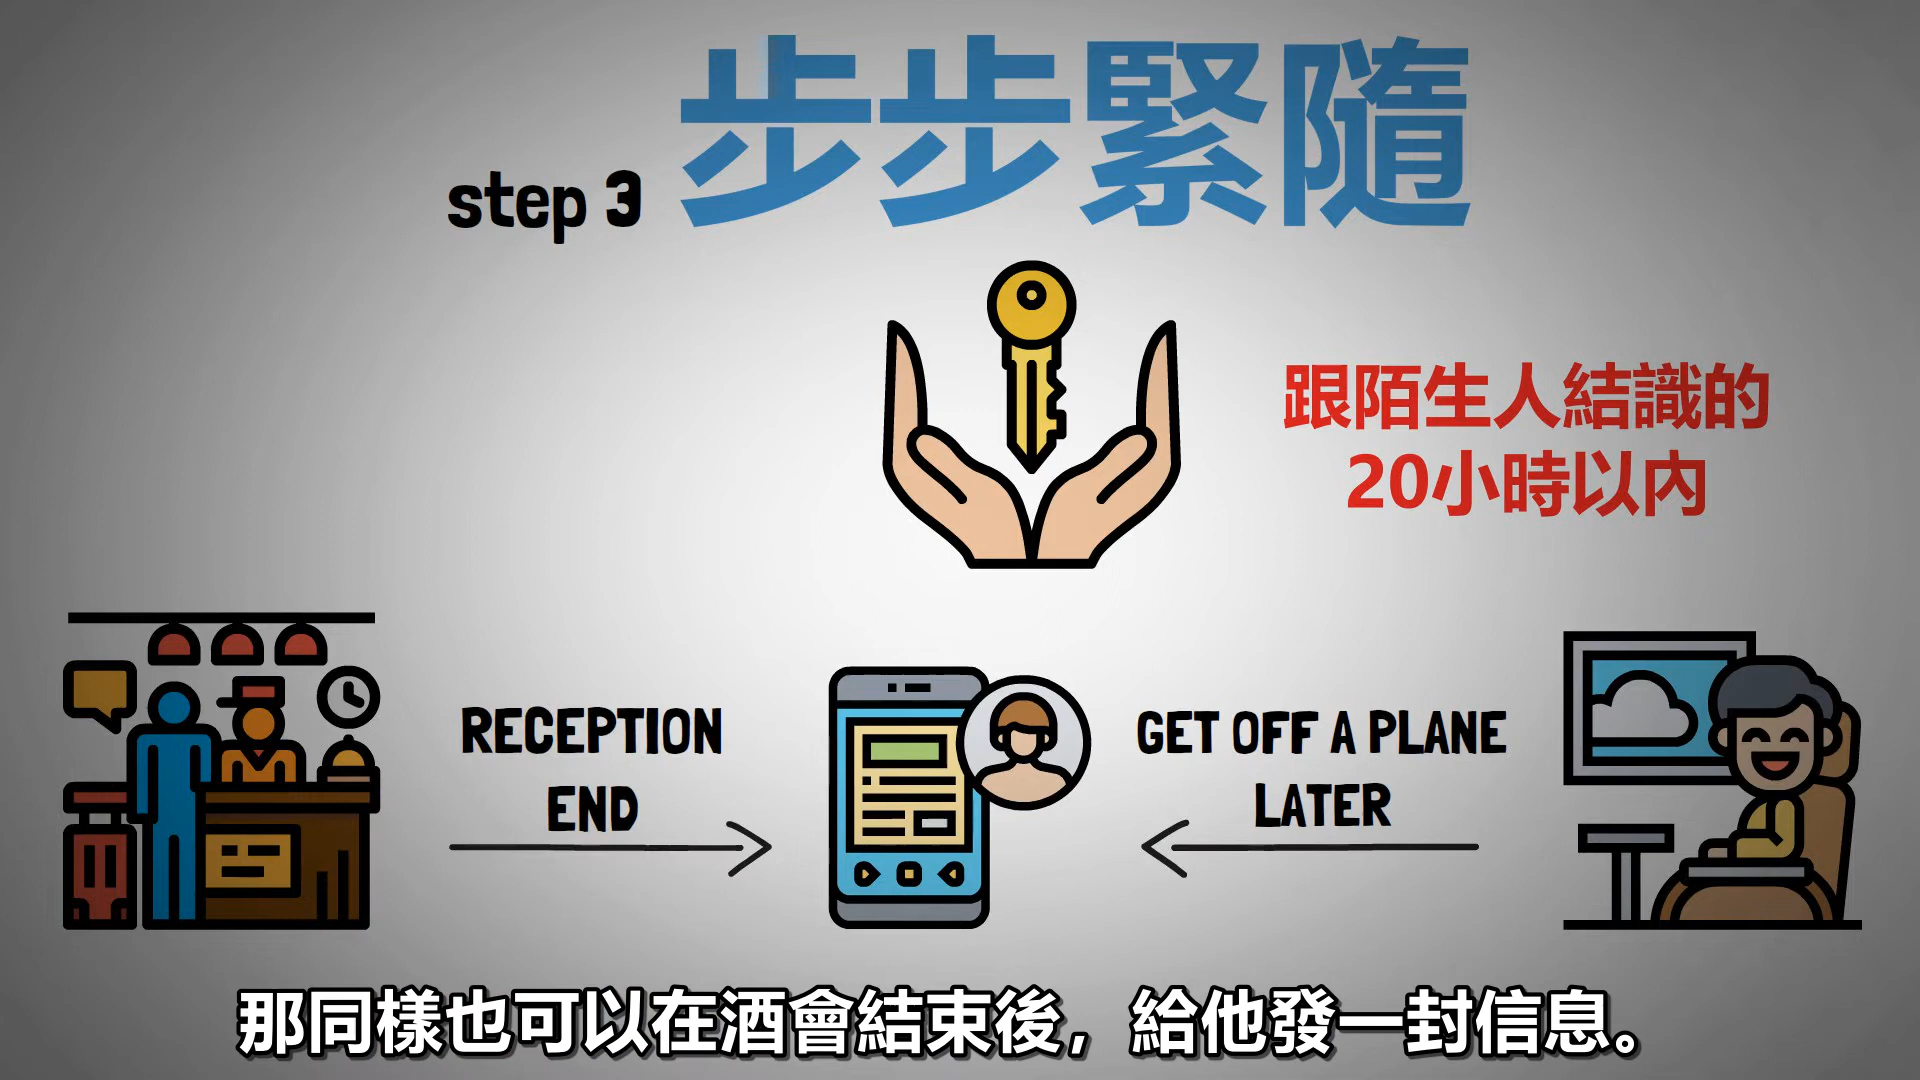 step 3 步步緊隨
跟陌生人結識的
20小時以內
RECEPTION
END
GET OFF A PLANE
LATER
那同樣也可以在酒會結束後，給他發一封信息。